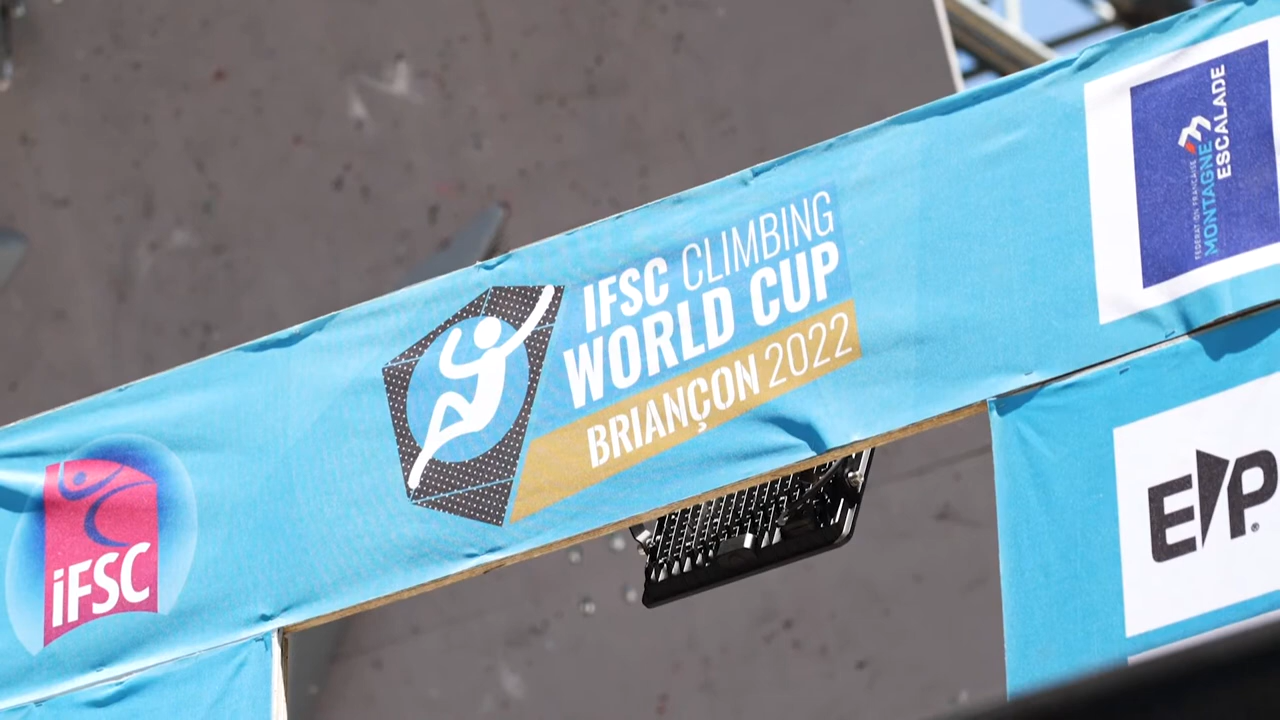 IFSC CLIMBING
WORLD CUP
BRIANÇON 2022
iFSC
FÉDÉRATION FRANÇAISE
MONTAGNE
ESCALADE
EP®